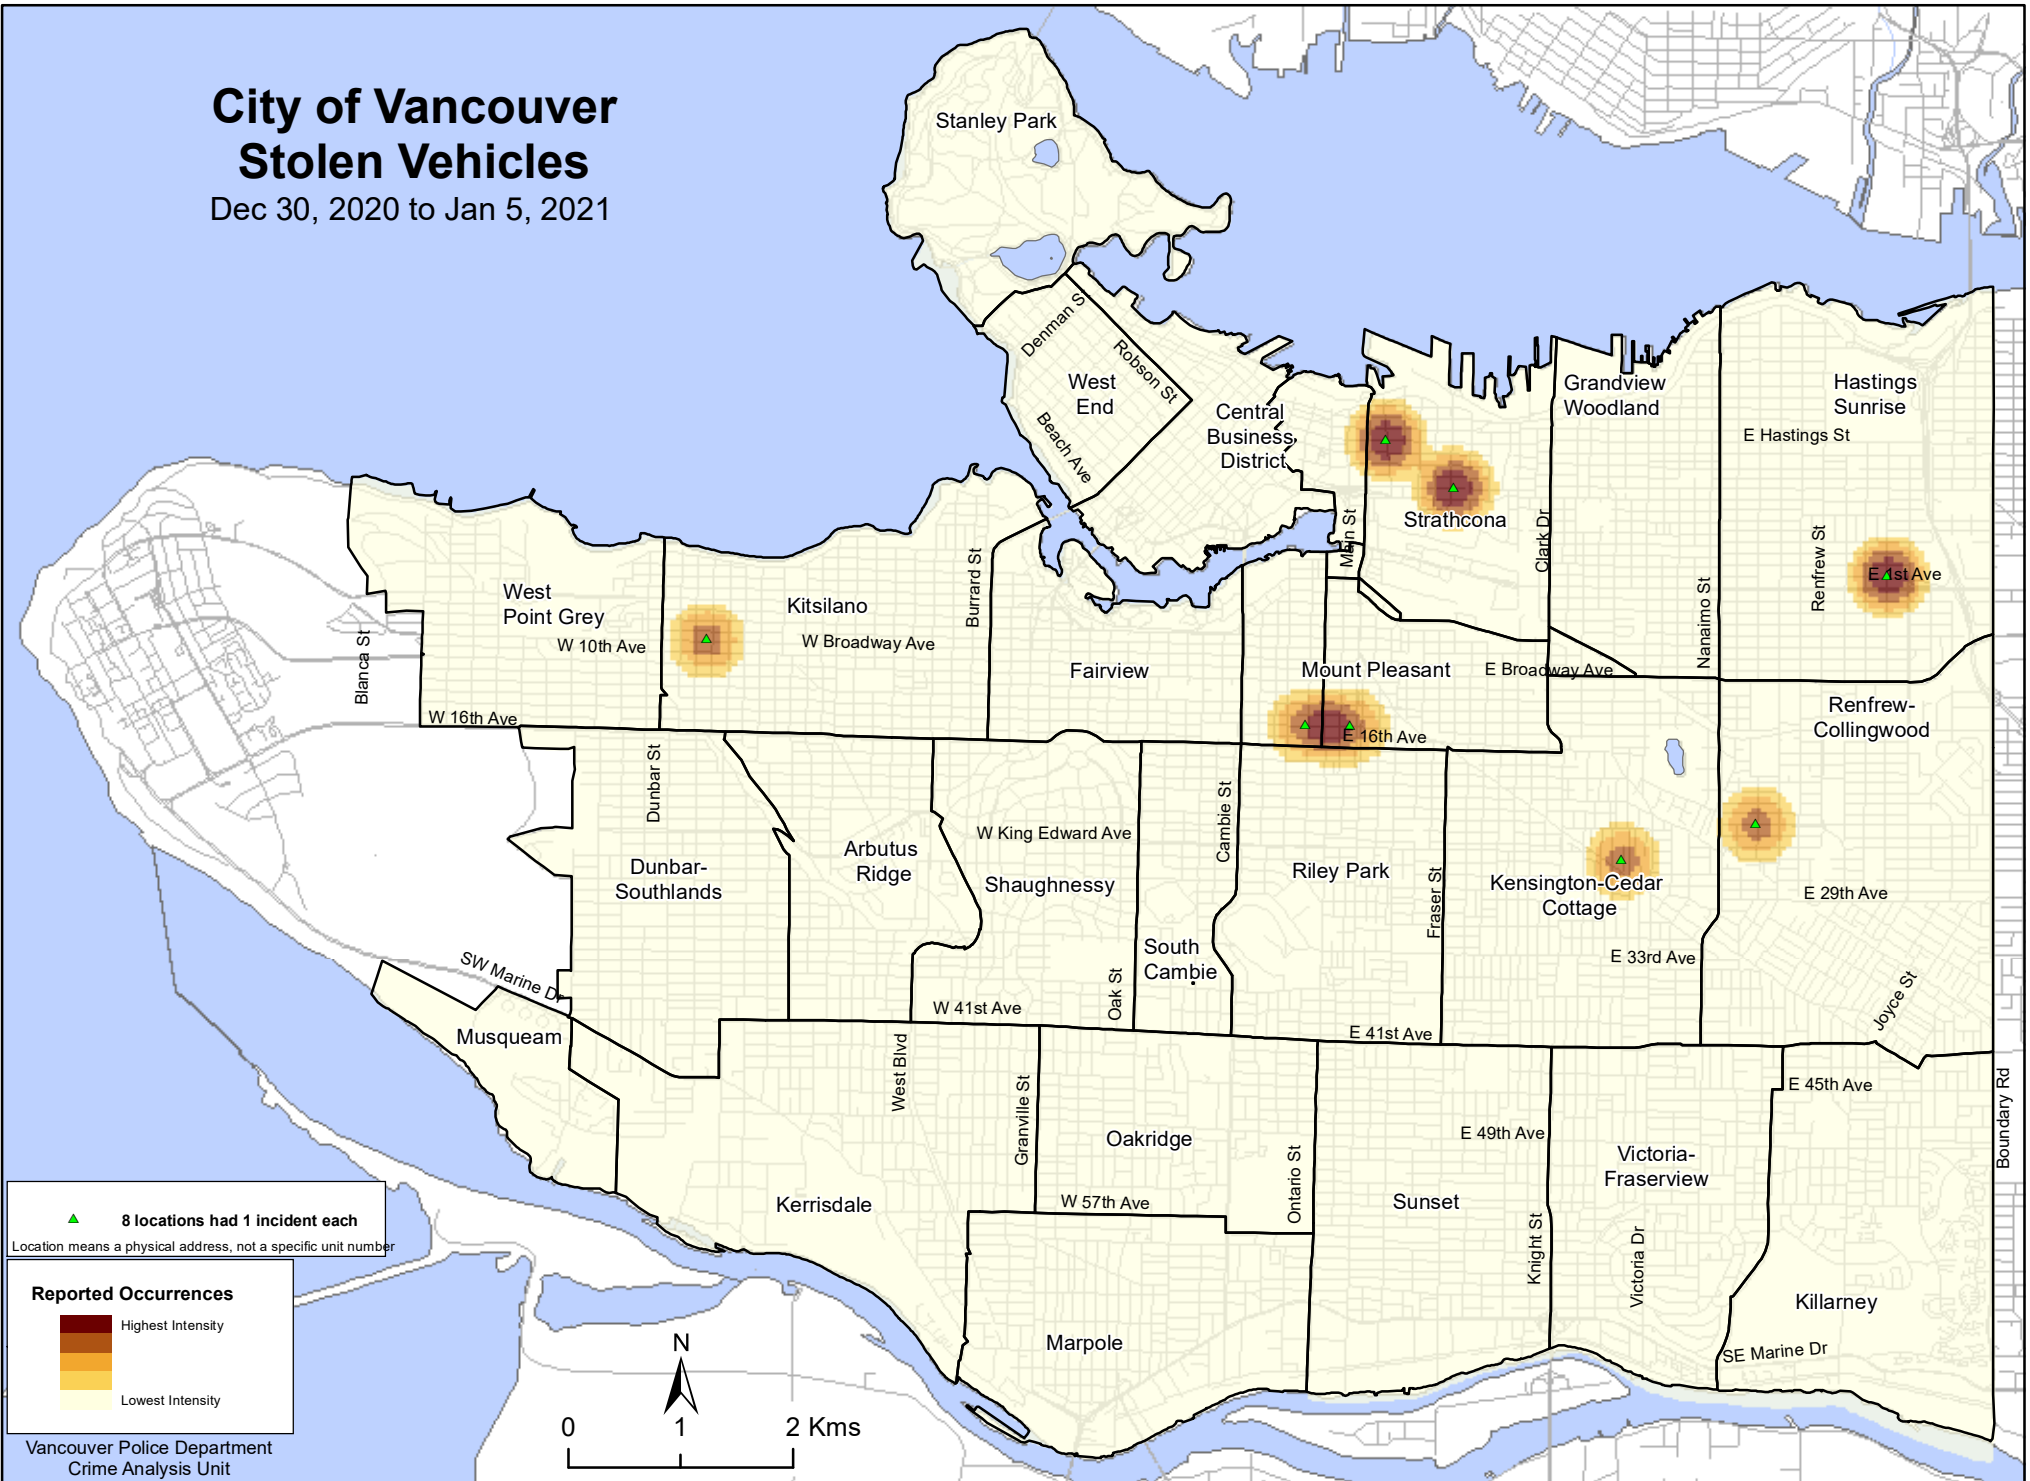 City of Vancouver
Stolen Vehicles
Dec 30, 2020 to Jan 5, 2021
Stanley Park
Denman S
Robson St
West
End
Beach Ave
Central
Business
District
Grandview
Woodland
Hastings
Sunrise
E Hastings St
Strathcona
Main St
Clark Dr
Renfrew St
E 1st Ave
Nanaimo St
West
Point Grey
W 10th Ave
Blanca St
W 16th Ave
Kitsilano
W Broadway Ave
Burrard St
Fairview
Mount Pleasant
E Broadway Ave
E 16th Ave
Renfrew-
Collingwood
Dunbar St
Dunbar-
Southlands
Arbutus
Ridge
W King Edward Ave
Shaughnessy
Cambie St
Riley Park
Fraser St
Kensington-Cedar
Cottage
E 29th Ave
E 33rd Ave
South
Cambie
Oak St
W 41st Ave
E 41st Ave
Joyce St
SW Marine Dr
Musqueam
West Blvd
Granville St
Oakridge
E 45th Ave
E 49th Ave
Boundary Rd
Victoria-
Fraserview
Kerrisdale
W 57th Ave
Ontario St
Sunset
Knight St
Victoria Dr
Killarney
Marpole
SE Marine Dr
8 locations had 1 incident each
Location means a physical address, not a specific unit number
Reported Occurrences
Highest Intensity
Lowest Intensity
Vancouver Police Department
Crime Analysis Unit
N
0 1 2 Kms